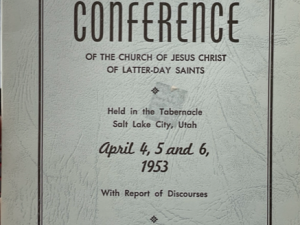 CONFERENCE
OF THE CHURCH OF JESUS CHRIST
OF LATTER-DAY SAINTS
Held in the Tabernacle
Salt Lake City, Utah
April 4, 5 and 6,
1953
With Report of Discourses